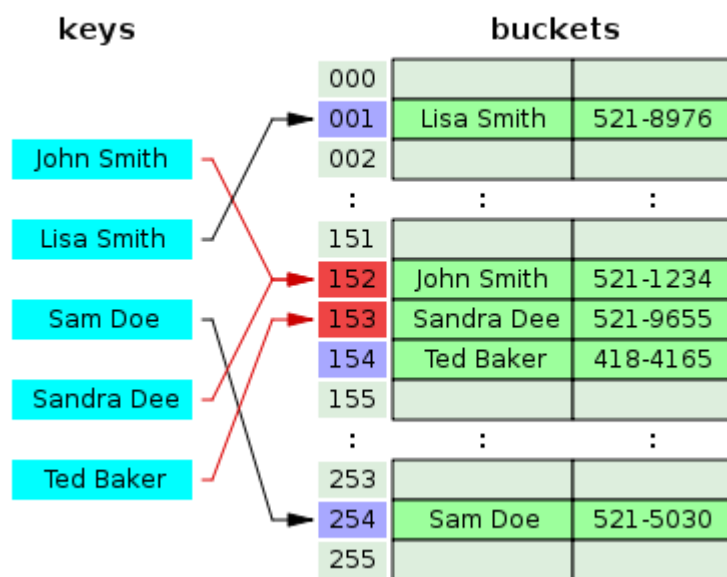 keys
buckets
John Smith
Lisa Smith
Sam Doe
Sandra Dee
Ted Baker
000
001 Lisa Smith 521-8976
002
: : :
151
152 John Smith 521-1234
153 Sandra Dee 521-9655
154 Ted Baker 418-4165
155
: : :
253
254 Sam Doe 521-5030
255